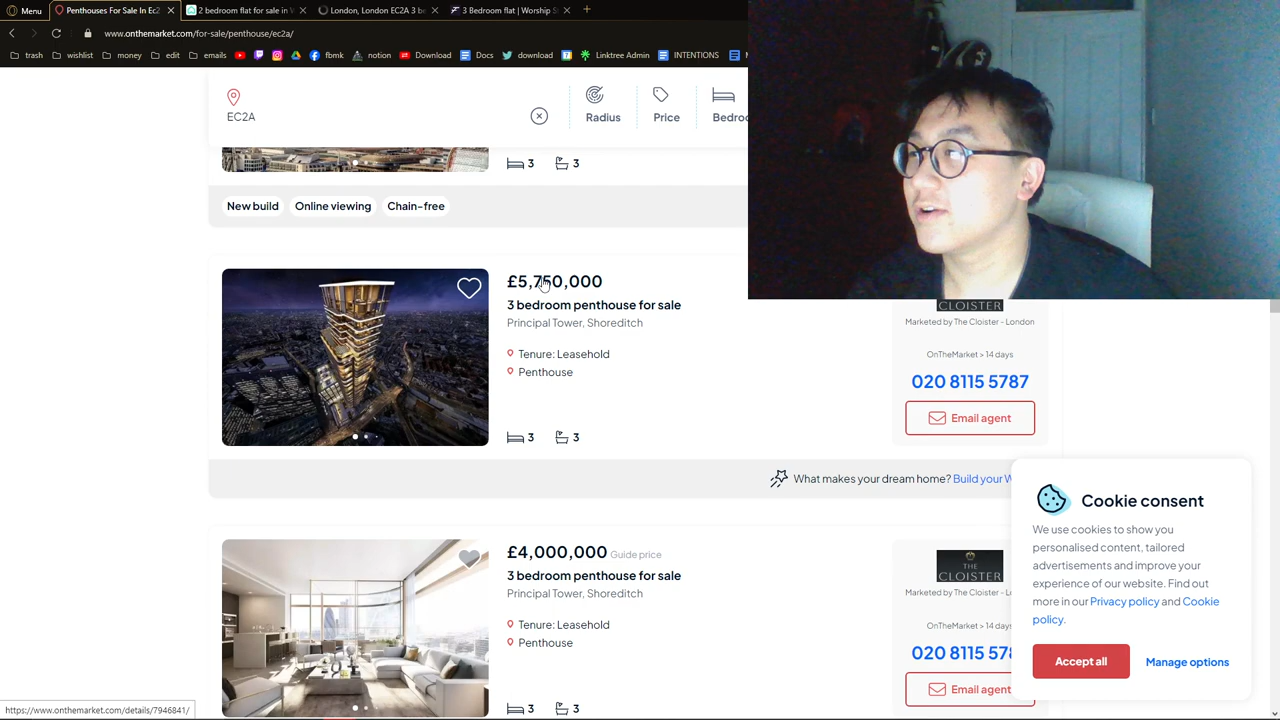 Menu
Penthouses For Sale In Ec2
2 bedroom flat for sale in W
London, London EC2A 3 be
3 Bedroom flat | Worship S
www.onthemarket.com/for-sale/penthouse/ec2a/
trash
wishlist
money
edit
emails
fbmk
notion
Download
Docs
download
Linktree Admin
INTENTIONS
EC2A
Radius
Price
Bedroo
3
3
New build
Online viewing
Chain-free
£5,750,000
3 bedroom penthouse for sale
Principal Tower, Shoreditch
Tenure: Leasehold
Penthouse
3
3
CLOISTER
Marketed by The Cloister - London
OnTheMarket > 14 days
020 8115 5787
Email agent
What makes your dream home? Build your W
£4,000,000 Guide price
3 bedroom penthouse for sale
Principal Tower, Shoreditch
Tenure: Leasehold
Penthouse
3
3
THE
CLOISTER
Marketed by The Cloister - Lo
OnTheMarket > 14 days
020 8115 578
Email agent
Cookie consent
We use cookies to show you
personalised content, tailored
advertisements and improve your
experience of our website. Find out
more in our Privacy policy and Cookie
policy.
Accept all
Manage options
https://www.onthemarket.com/details/7946841/